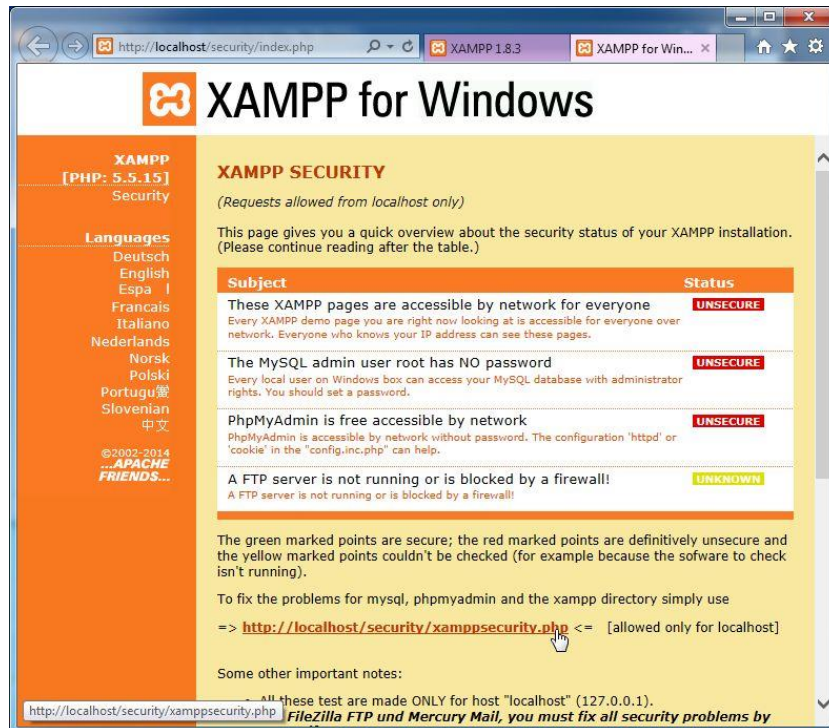 http://localhost/security/index.php
XAMPP 1.8.3
XAMPP for Win...
XAMPP for Windows
XAMPP
[PHP: 5.5.15]
Security
Languages
Deutsch
English
Espa l
Francais
Italiano
Nederlands
Norsk
Polski
Portugu
Slovenian
中文
©2002-2014
...APACHE
FRIENDS...
XAMPP SECURITY
(Requests allowed from localhost only)
This page gives you a quick overview about the security status of your XAMPP installation.
(Please continue reading after the table.)
Subject Status
These XAMPP pages are accessible by network for everyone UNSECURE
Every XAMPP demo page you are right now looking at is accessible for everyone over
network. Everyone who knows your IP address can see these pages.
The MySQL admin user root has NO password UNSECURE
Every local user on Windows box can access your MySQL database with administrator
rights. You should set a password.
PhpMyAdmin is free accessible by network UNSECURE
PhpMyAdmin is accessible by network without password. The configuration 'httpd' or
'cookie' in the "config.inc.php" can help.
A FTP server is not running or is blocked by a firewall! UNKNOWN
A FTP server is not running or is blocked by a firewall!
The green marked points are secure; the red marked points are definitively unsecure and
the yellow marked points couldn't be checked (for example because the sofware to check
isn't running).
To fix the problems for mysql, phpmyadmin and the xampp directory simply use
=> http://localhost/security/xamppsecurity.php <= [allowed only for localhost]
Some other important notes:
All these test are made ONLY for host "localhost" (127.0.0.1).
FileZilla FTP und Mercury Mail, you must fix all security problems by
http://localhost/security/xamppsecurity.php